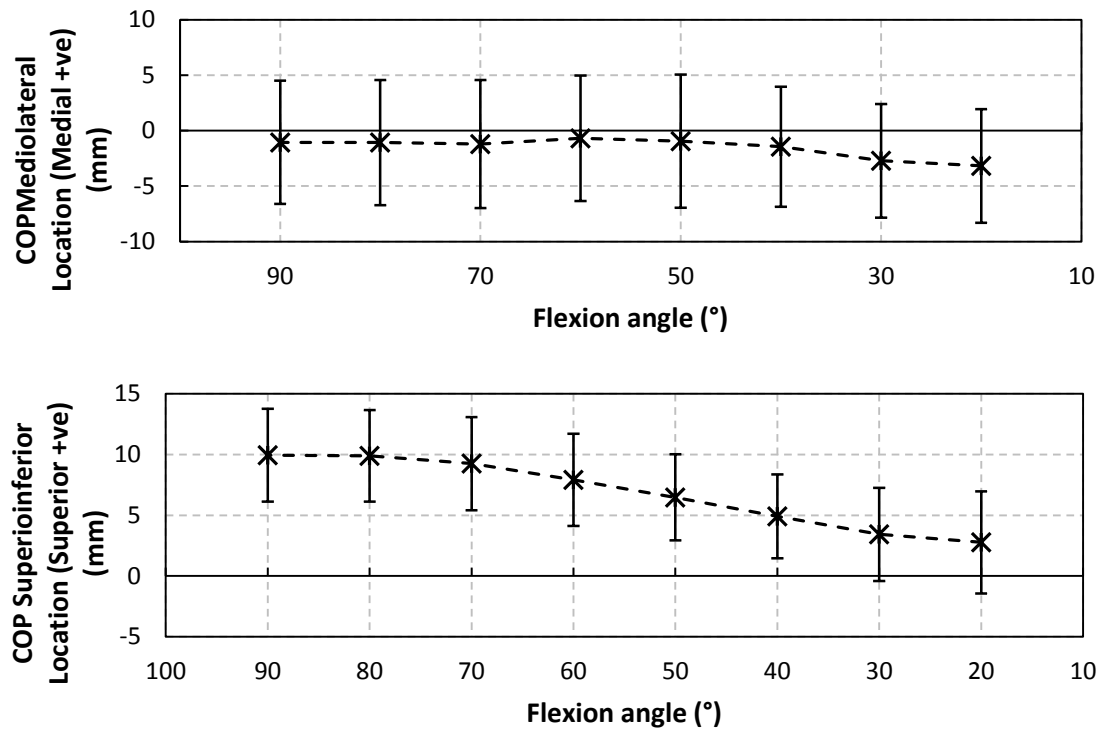 10
5
0
-5
-10
COPMediolateral
Location (Medial +ve)
(mm)
90 70 50 30 10
Flexion angle (°)
15
10
5
0
-5
COP Superioinferior
Location (Superior +ve)
(mm)
100 90 80 70 60 50 40 30 20 10
Flexion angle (°)